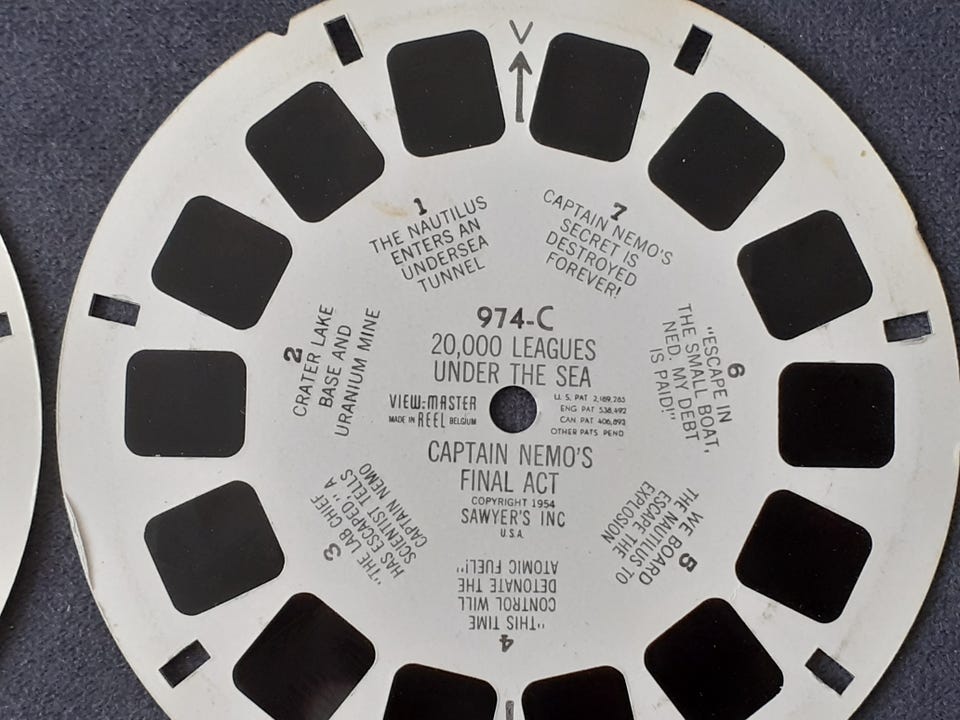 V
1
THE NAUTILUS
ENTERS AN
UNDERSEA
TUNNEL
7
CAPTAIN NEMO'S
SECRET IS
DESTROYED
FOREVER!
974-C
20,000 LEAGUES
UNDER THE SEA
VIEW-MASTER
MADE IN REEL BELGIUM
U.S. PAT 2,189,285
ENG PAT 538,492
CAN PAT 406,892
OTHER PATS PEND
CAPTAIN NEMO'S
FINAL ACT
COPYRIGHT 1954
SAWYER'S INC
U.S.A.
2
CRATER LAKE
BASE AND
URANIUM MINE
3
"THE LAB CHIEF
HAS ESCAPED," A
SCIENTIST TELLS
CAPTAIN NEMO
4
"THIS TIME
CONTROL WILL
DETONATE THE
ATOMIC FUEL!"
5
WE BOARD
THE NAUTILUS TO
ESCAPE THE
EXPLOSION
6
"ESCAPE IN
THE SMALL BOAT,
NED. MY DEBT
IS PAID!"